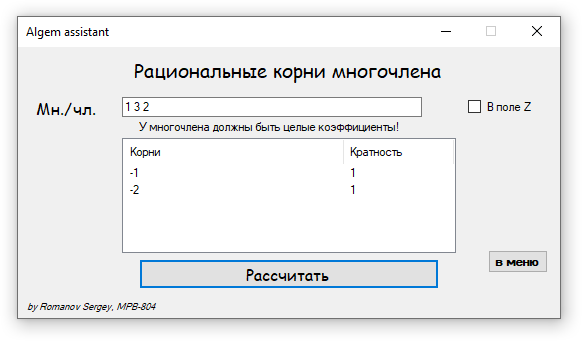 Algem assistant
Рациональные корни многочлена
Мн./чл.
1 3 2
В поле Z
У многочлена должны быть целые коэффициенты!
Корни Кратность
-1 1
-2 1
в меню
Рассчитать
by Romanov Sergey, МРВ-804